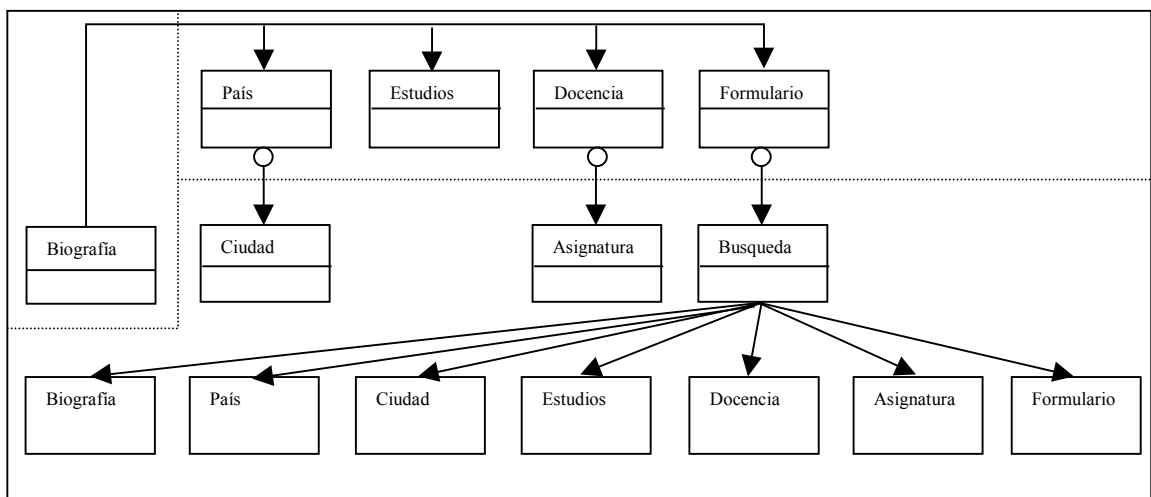 País
Estudios
Docencia
Formulario
Biografía
Ciudad
Asignatura
Busqueda
Biografía
País
Ciudad
Estudios
Docencia
Asignatura
Formulario